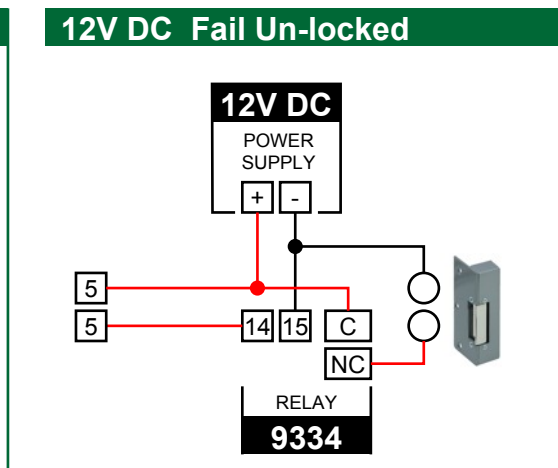 12V DC Fail Un-locked
12V DC
POWER
SUPPLY
+ -
5
5 14 15 C
NC
RELAY
9334